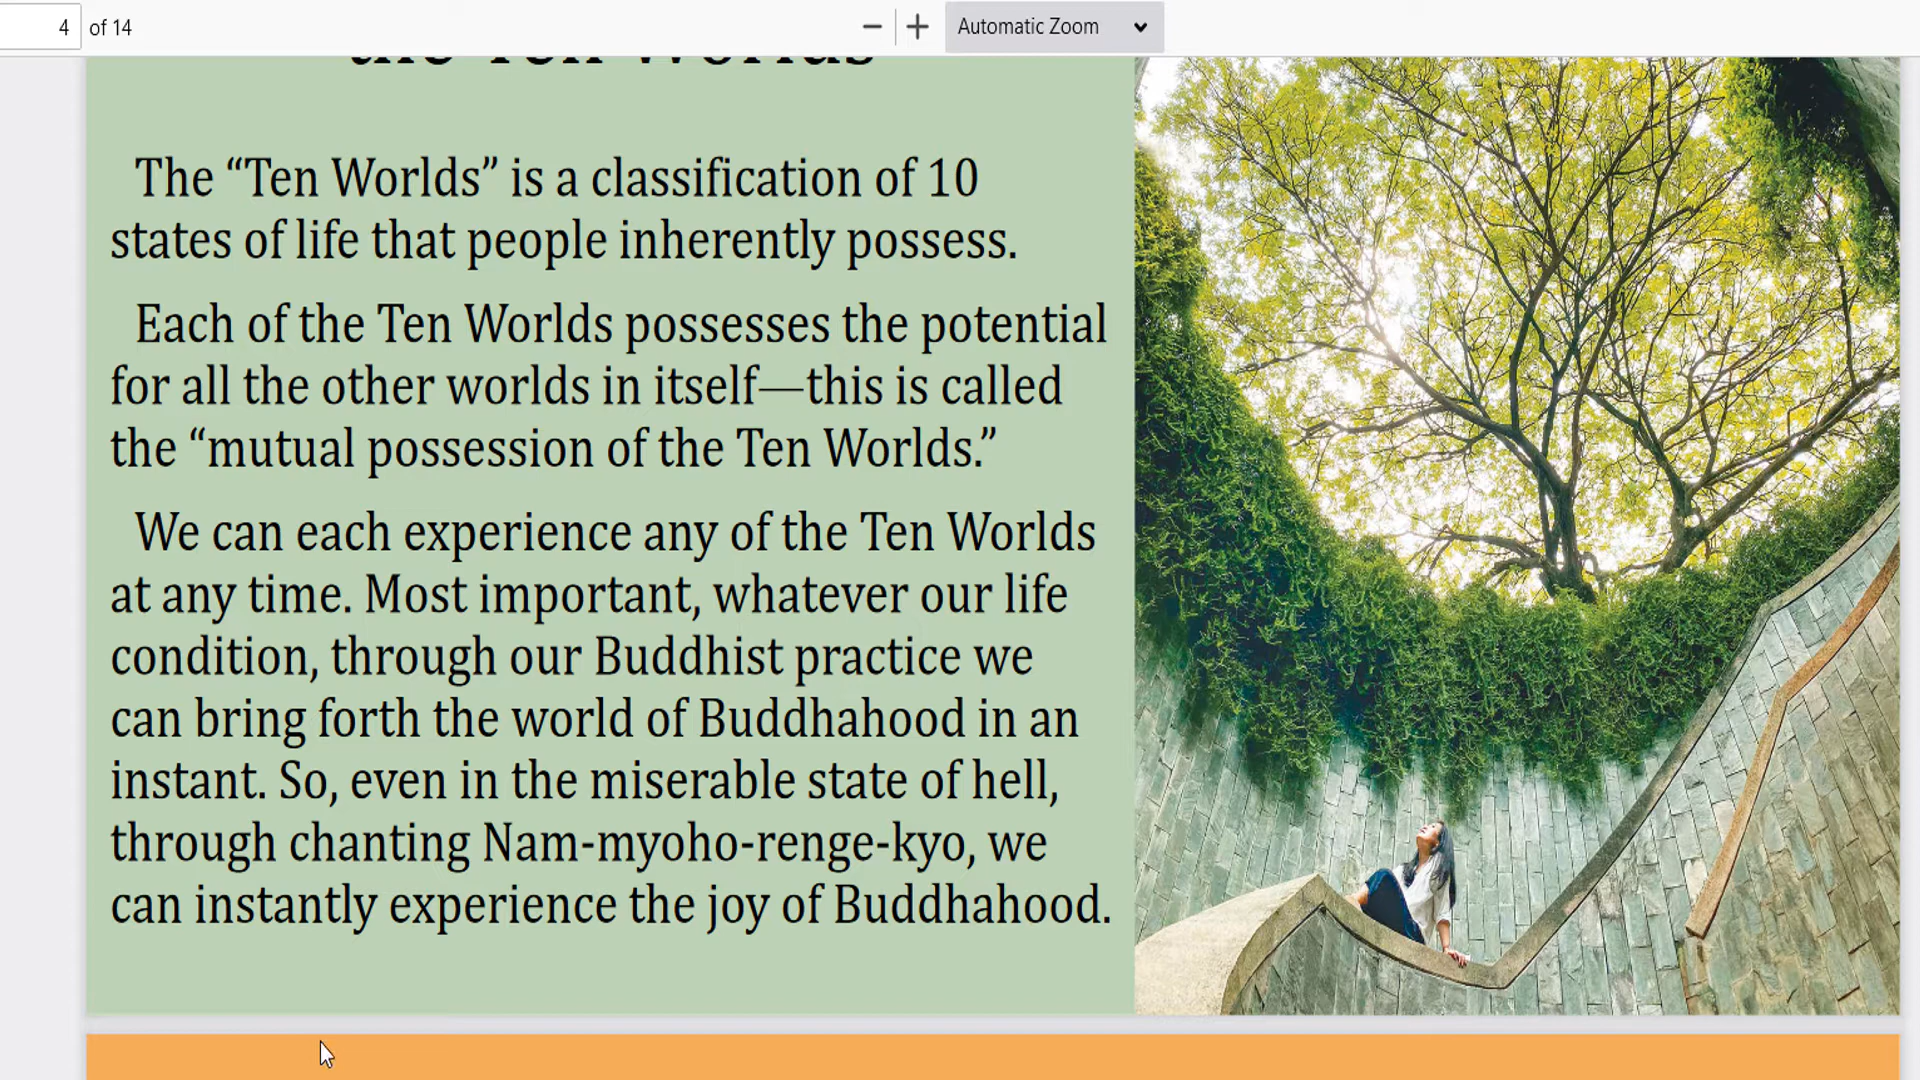 4 of 14
Automatic Zoom
the Ten Worlds
The “Ten Worlds” is a classification of 10
states of life that people inherently possess.
Each of the Ten Worlds possesses the potential
for all the other worlds in itself—this is called
the “mutual possession of the Ten Worlds.”
We can each experience any of the Ten Worlds
at any time. Most important, whatever our life
condition, through our Buddhist practice we
can bring forth the world of Buddhahood in an
instant. So, even in the miserable state of hell,
through chanting Nam-myoho-renge-kyo, we
can instantly experience the joy of Buddhahood.